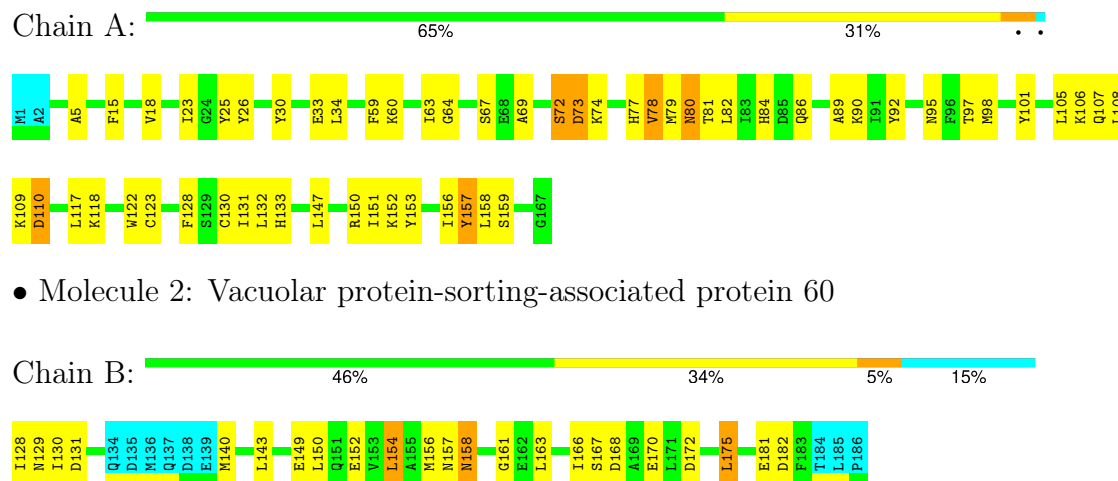 Chain A:
65% 31% • •
M1 A2 A5 F15 V18 I23 G24 Y25 Y26 Y30 E33 L34 F59 K60 I63 G64 S67 E68 A69 S72 D73 K74 H77 V78 M79 N80 T81 L82 I83 H84 D85 Q86 A89 K90 I91 Y92 N95 F96 T97 M98 Y101 L105 K106 Q107 L108
K109 D110 L117 K118 W122 C123 F128 S129 C130 I131 L132 H133 L147 R150 I151 K152 Y153 I156 Y157 L158 S159 G167
• Molecule 2: Vacuolar protein-sorting-associated protein 60
Chain B:
46% 34% 5% 15%
I128 N129 I130 D131 Q134 D135 M136 Q137 D138 E139 M140 L143 E149 L150 Q151 E152 V153 L154 A155 M156 N157 N158 G161 E162 L163 I166 S167 D168 A169 E170 L171 D172 L175 E181 D182 F183 T184 L185 P186